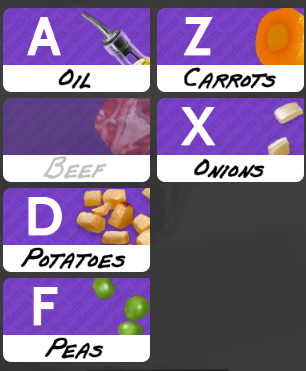 A
Oil
Z
Carrots
Beef
X
Onions
D
Potatoes
F
Peas